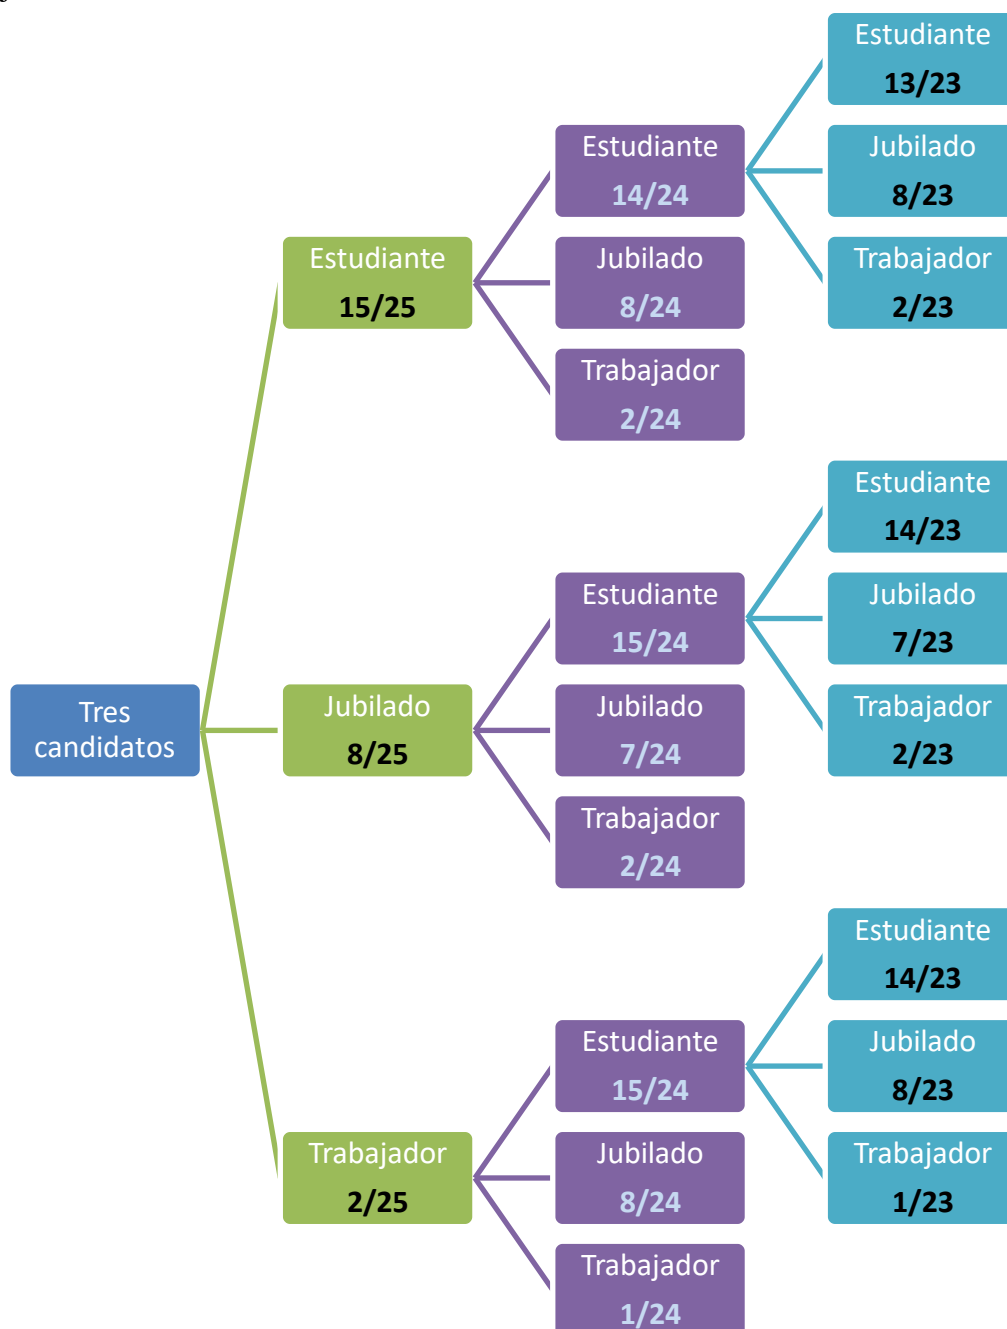 Tres
candidatos
Estudiante
15/25
Estudiante
14/24
Estudiante
13/23
Jubilado
8/23
Trabajador
2/23
Jubilado
8/24
Trabajador
2/24
Jubilado
8/25
Estudiante
15/24
Estudiante
14/23
Jubilado
7/23
Trabajador
2/23
Jubilado
7/24
Trabajador
2/24
Trabajador
2/25
Estudiante
15/24
Estudiante
14/23
Jubilado
8/23
Trabajador
1/23
Jubilado
8/24
Trabajador
1/24